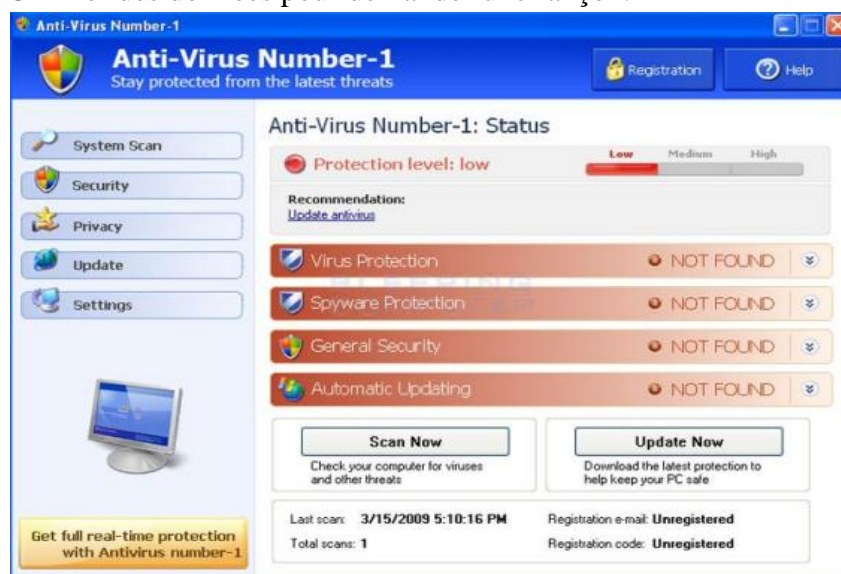 Anti-Virus Number-1
Anti-Virus Number-1
Stay protected from the latest threats
Registration
Help
System Scan
Security
Privacy
Update
Settings
Get full real-time protection
with Antivirus number-1
Anti-Virus Number-1: Status
Protection level: low
Low Medium High
Recommendation:
Update antivirus
Virus Protection NOT FOUND
Spyware Protection NOT FOUND
General Security NOT FOUND
Automatic Updating NOT FOUND
Scan Now
Check your computer for viruses
and other threats
Update Now
Download the latest protection to
help keep your PC safe
Last scan: 3/15/2009 5:10:16 PM
Total scans: 1
Registration e-mail: Unregistered
Registration code: Unregistered